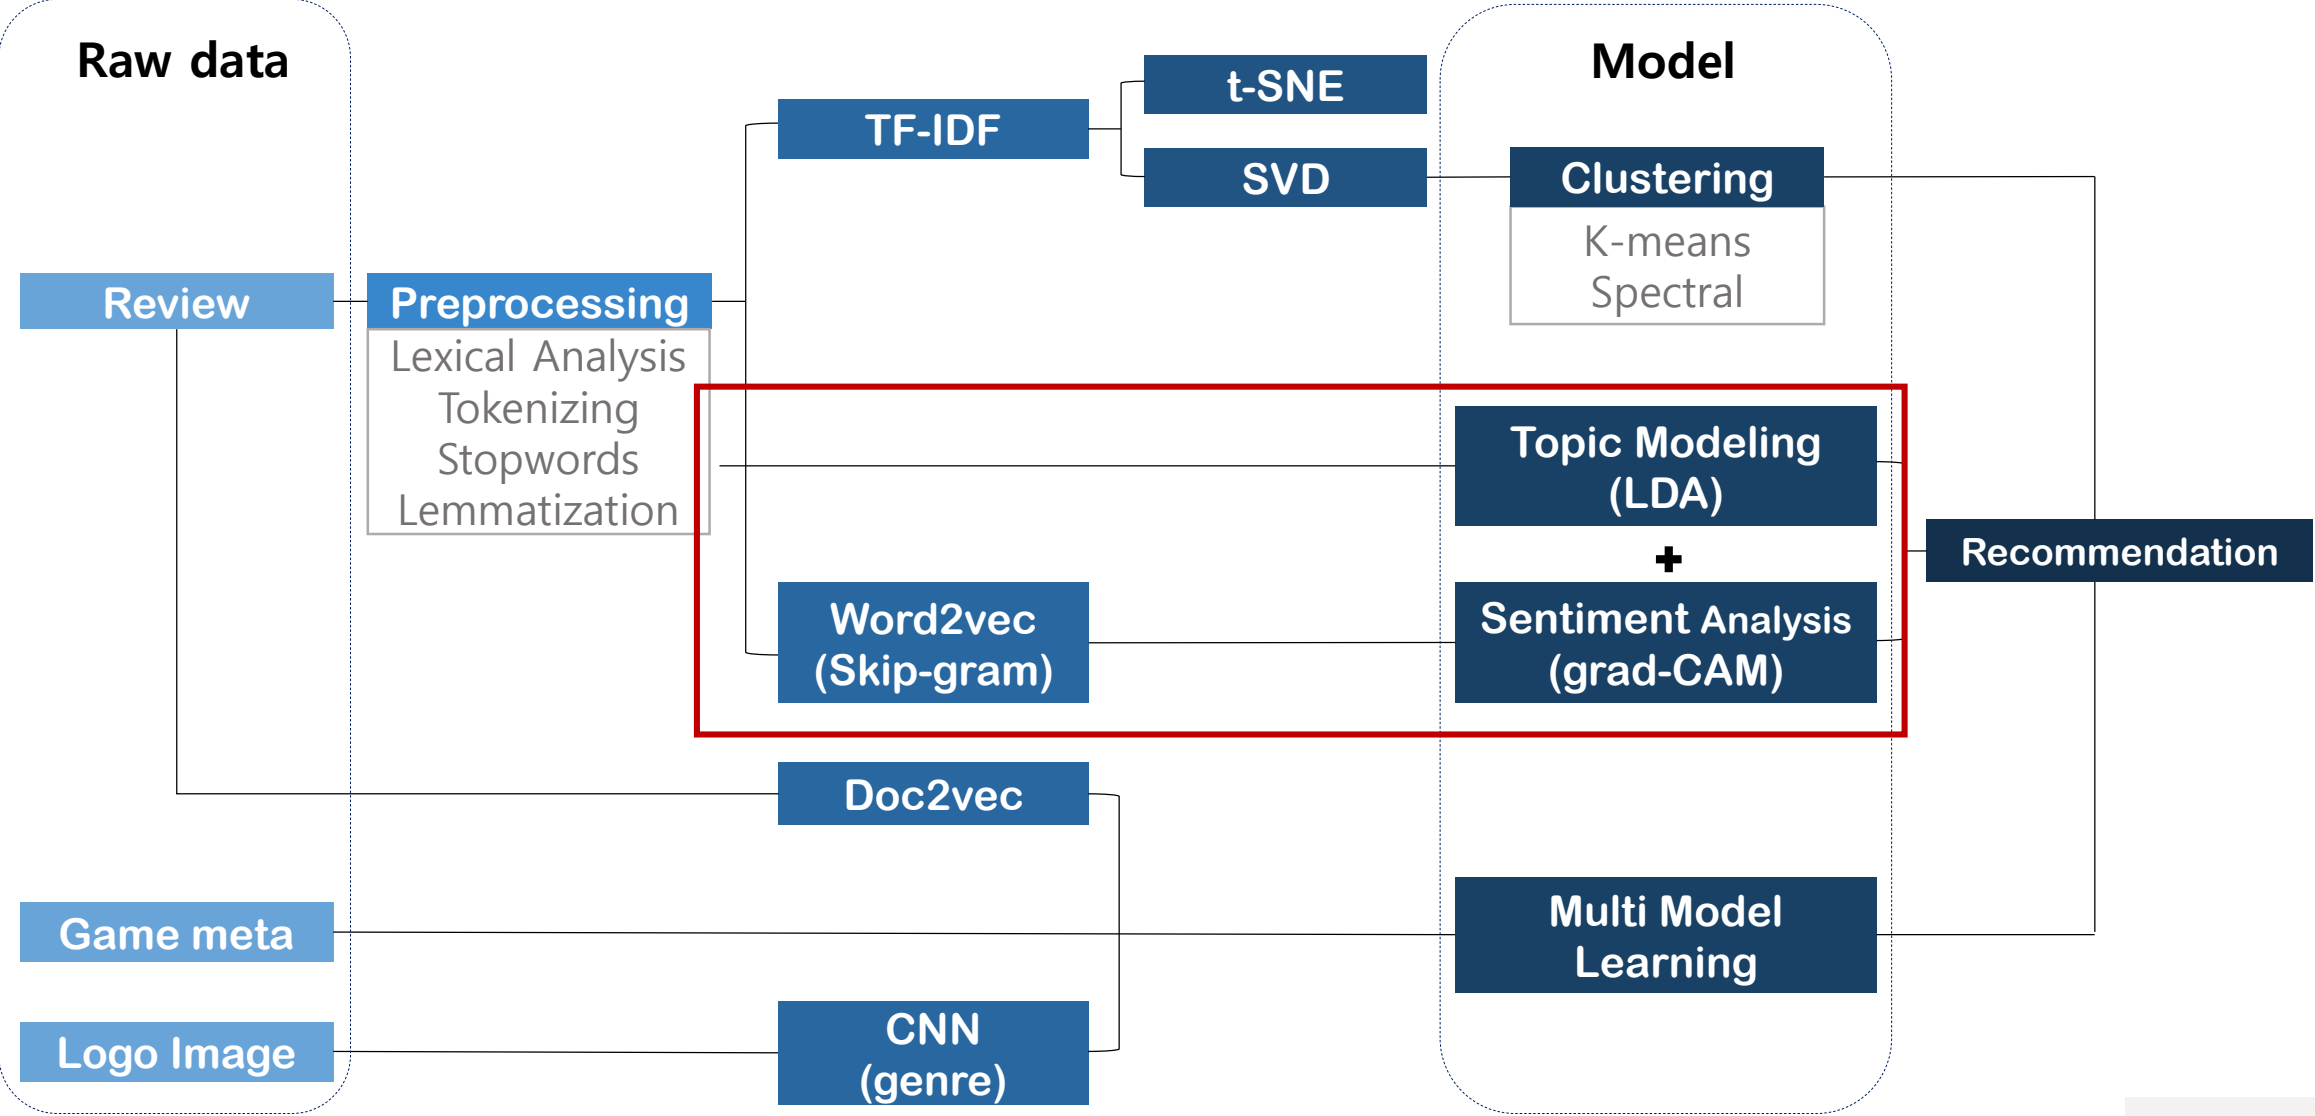 Raw data
Model
t-SNE
TF-IDF
SVD
Clustering
K-means
Spectral
Review
Preprocessing
Lexical Analysis
Tokenizing
Stopwords
Lemmatization
Topic Modeling
(LDA)
+
Recommendation
Word2vec
(Skip-gram)
Sentiment Analysis
(grad-CAM)
Doc2vec
Game meta
Multi Model
Learning
Logo Image
CNN
(genre)